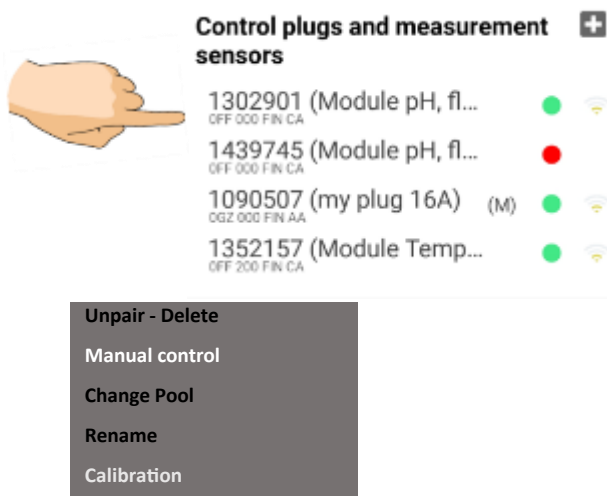 Control plugs and measurement
sensors
1302901 (Module pH, fl...
OFF 000 FIN CA
1439745 (Module pH, fl...
OFF 000 FIN CA
1090507 (my plug 16A) (M)
OGZ 000 FIN AA
1352157 (Module Temp...
OFF 200 FIN CA
Unpair - Delete
Manual control
Change Pool
Rename
Calibration